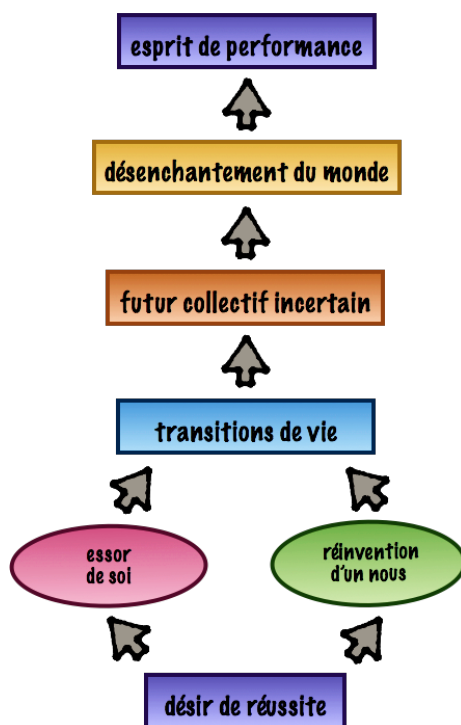 esprit de performance
désenchantement du monde
futur collectif incertain
transitions de vie
essor
de soi
réinvention
d'un nous
désir de réussite